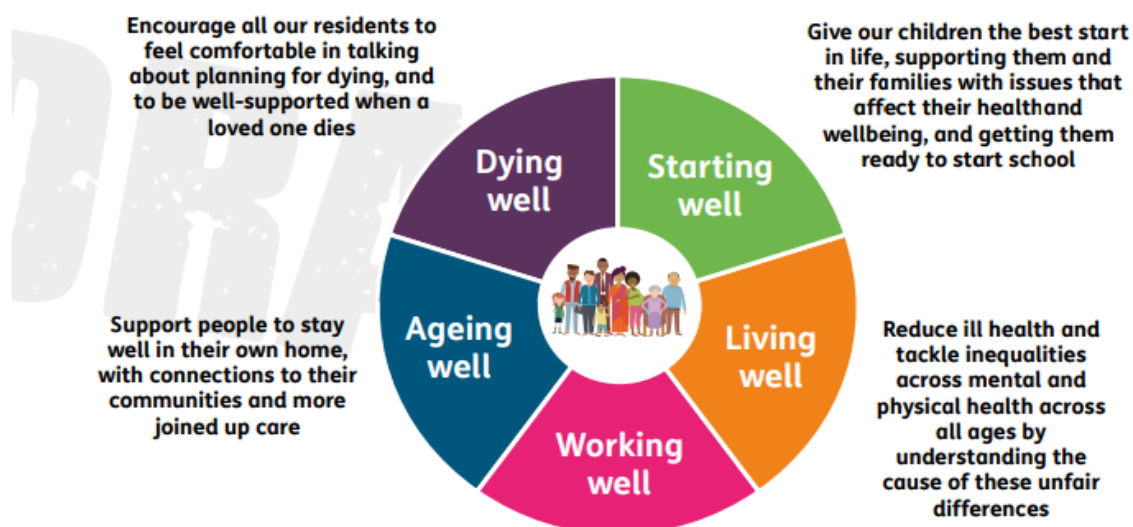 Encourage all our residents to
feel comfortable in talking
about planning for dying, and
to be well-supported when a
loved one dies
Give our children the best start
in life, supporting them and
their families with issues that
affect their healthand
wellbeing, and getting them
ready to start school
Dying
well
Starting
well
Ageing
well
Living
well
Working
well
Support people to stay
well in their own home,
with connections to their
communities and more
joined up care
Reduce ill health and
tackle inequalities
across mental and
physical health across
all ages by
understanding the
cause of these unfair
differences